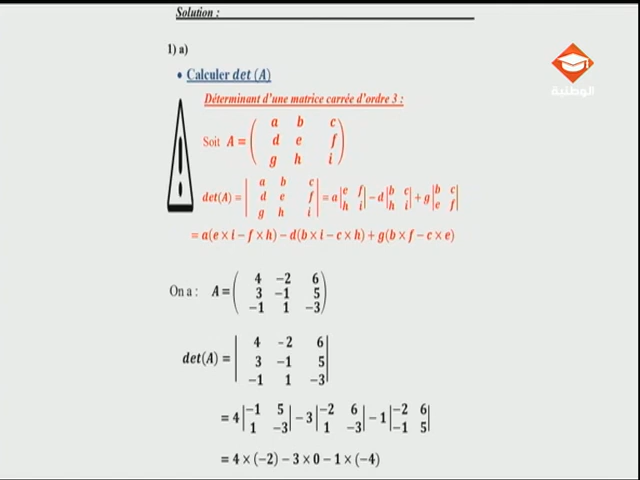 Solution :
1) a)
• Calculer det (A)
Déterminant d'une matrice carrée d'ordre 3 :
Soit A = ( a b c
d e f
g h i )
det(A) = | a b c
d e f
g h i | = a |e f
h i| − d |b c
h i| + g |b c
e f|
= a(e × i − f × h) − d(b × i − c × h) + g(b × f − c × e)
On a : A = ( 4 −2 6
3 −1 5
−1 1 −3 )
det(A) = | 4 −2 6
3 −1 5
−1 1 −3 |
= 4 |−1 5
1 −3| − 3 |−2 6
1 −3| − 1 |−2 6
−1 5|
= 4 × (−2) − 3 × 0 − 1 × (−4)
الوطنية